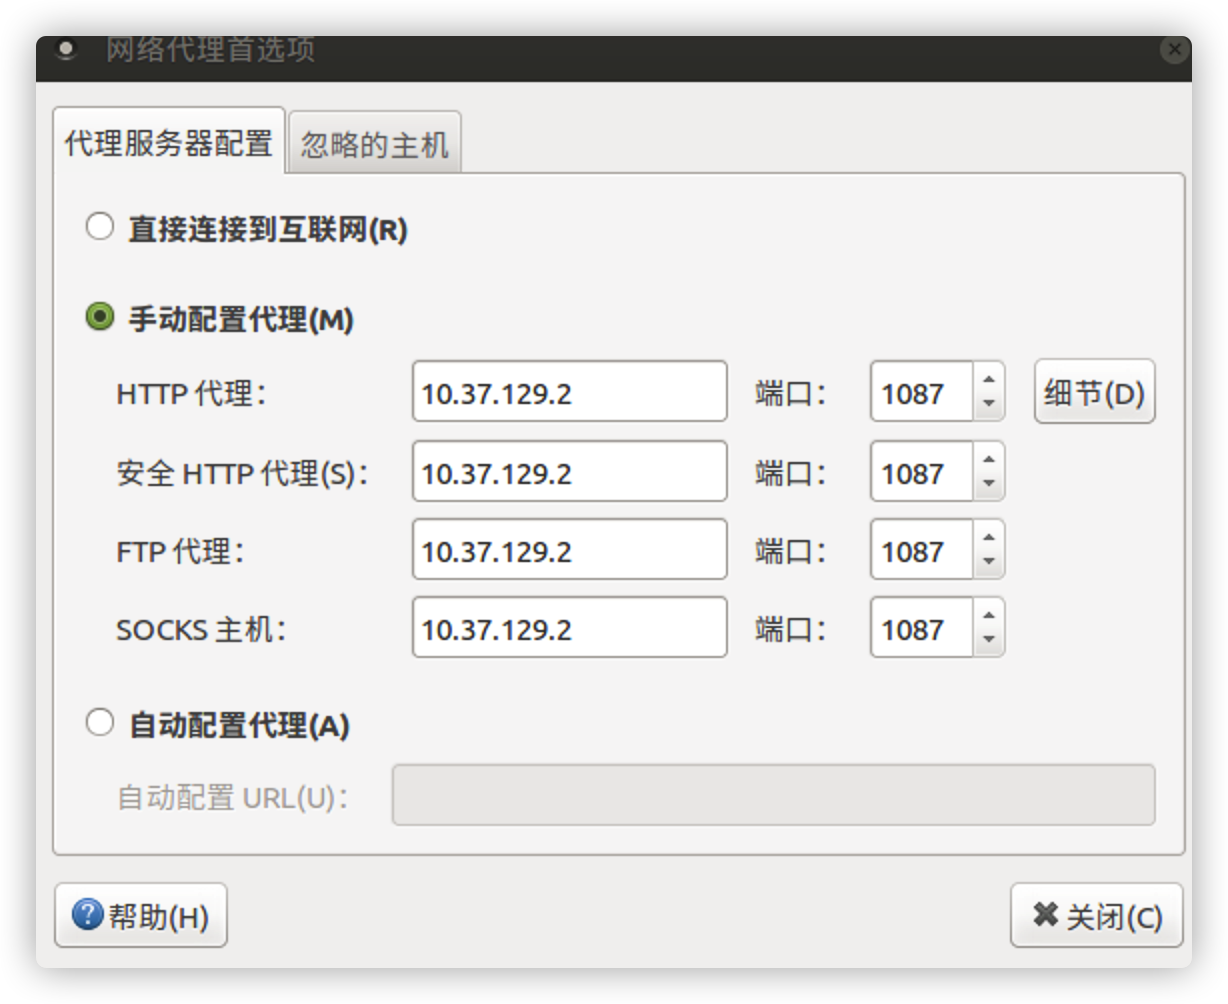 网络代理首选项
代理服务器配置 忽略的主机
直接连接到互联网(R)
手动配置代理(M)
HTTP 代理： 10.37.129.2 端口： 1087 细节(D)
安全 HTTP 代理(S)： 10.37.129.2 端口： 1087
FTP 代理： 10.37.129.2 端口： 1087
SOCKS 主机： 10.37.129.2 端口： 1087
自动配置代理(A)
自动配置 URL(U)：
帮助(H) 关闭(C)